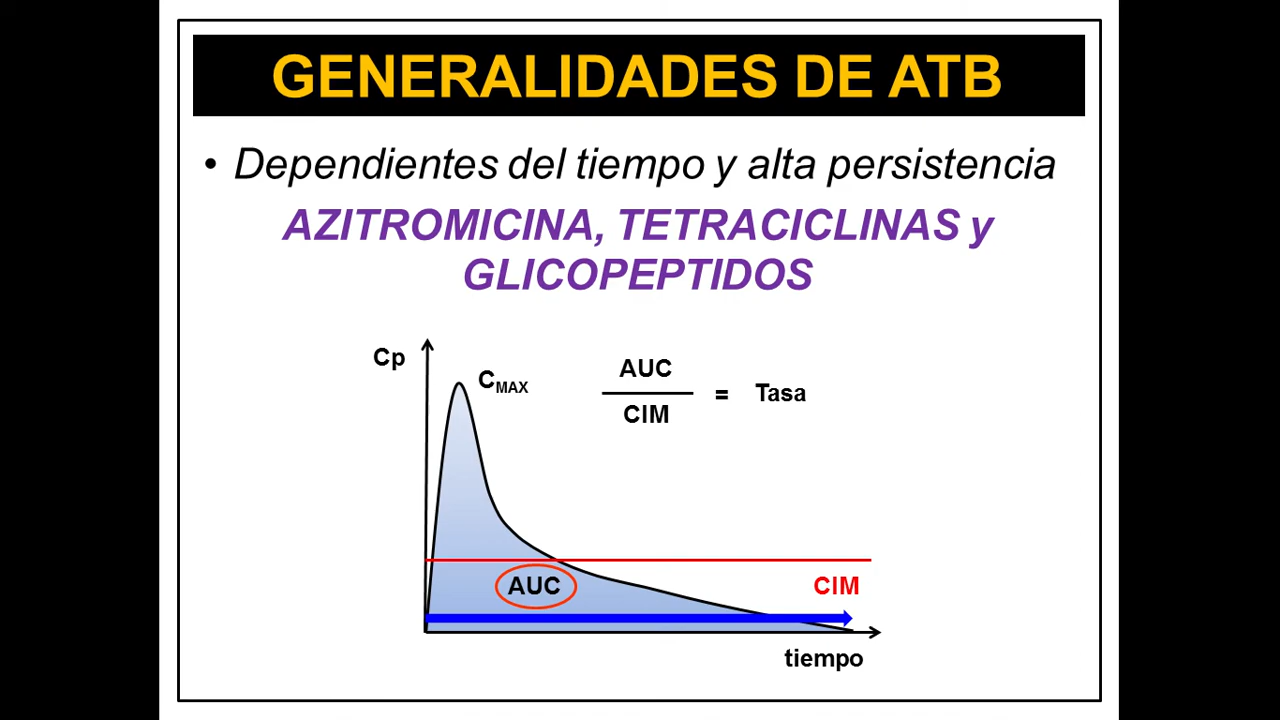 GENERALIDADES DE ATB
• Dependientes del tiempo y alta persistencia
AZITROMICINA, TETRACICLINAS y
GLICOPEPTIDOS
Cp
CMAX
AUC
CIM
= Tasa
AUC
CIM
tiempo